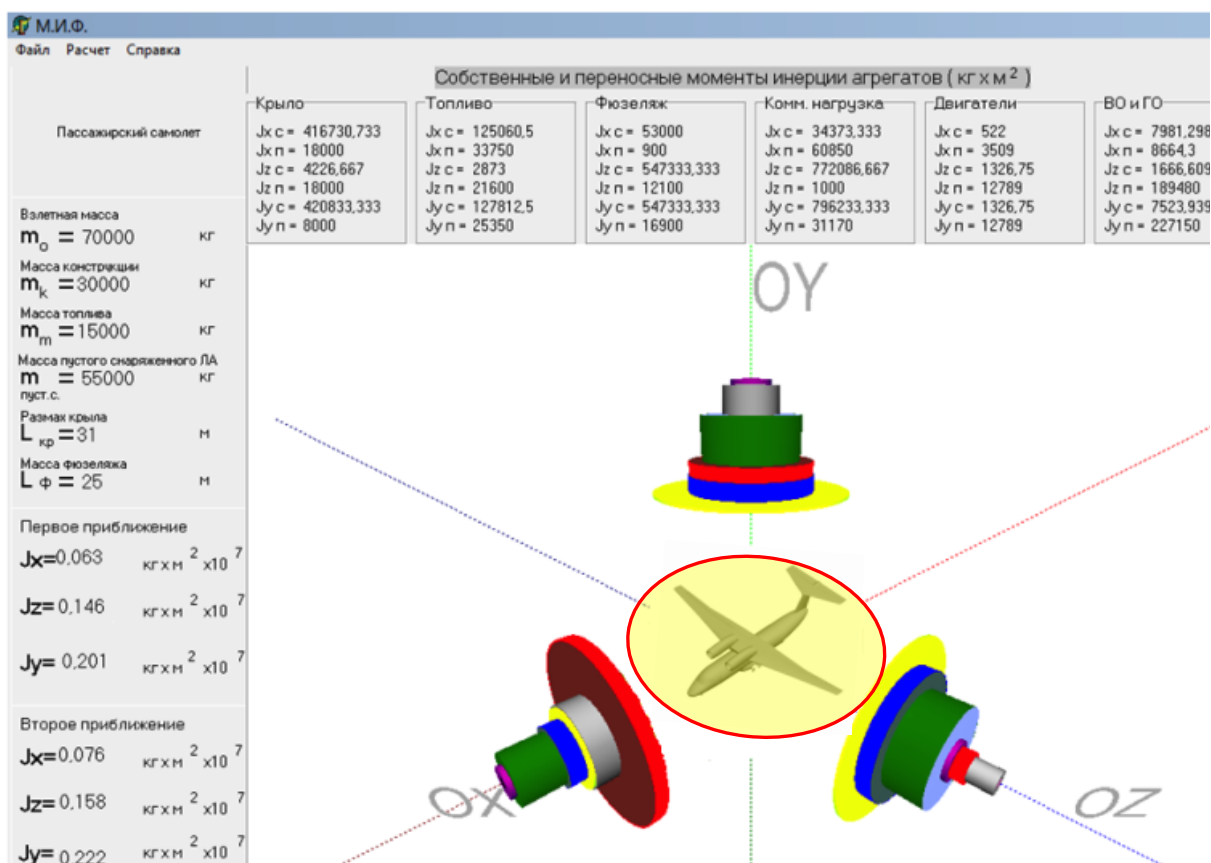 М.И.Ф.
Файл Расчет Справка
Собственные и переносные моменты инерции агрегатов ( кг х м 2 )
Пассажирский самолет
Крыло
Jx с = 416730,733
Jx п = 18000
Jz с = 4226,667
Jz п = 18000
Jy с = 420833,333
Jy п = 8000
Топливо
Jx с = 125060,5
Jx п = 33750
Jz с = 2873
Jz п = 21600
Jy с = 127812,5
Jy п = 25350
Фюзеляж
Jx с = 53000
Jx п = 900
Jz с = 547333,333
Jz п = 12100
Jy с = 547333,333
Jy п = 16900
Комм. нагрузка
Jx с = 34373,333
Jx п = 60850
Jz с = 772086,667
Jz п = 1000
Jy с = 796233,333
Jy п = 31170
Двигатели
Jx с = 522
Jx п = 3509
Jz с = 1326,75
Jz п = 12789
Jy с = 1326,75
Jy п = 12789
ВО и ГО
Jx с = 7981,298
Jx п = 8664,3
Jz с = 1666,609
Jz п = 189480
Jy с = 7523,939
Jy п = 227150
Взлетная масса
m о = 70000 кг
Масса конструкции
m k = 30000 кг
Масса топлива
m m = 15000 кг
Масса пустого снаряженного ЛА
m = 55000 кг
пуст.с.
Размах крыла
L кр = 31 м
Масса фюзеляжа
L ф = 25 м
Первое приближение
Jx= 0,063 кг х м 2 х10 7
Jz= 0,146 кг х м 2 х10 7
Jy= 0,201 кг х м 2 х10 7
Второе приближение
Jx= 0,076 кг х м 2 х10 7
Jz= 0,158 кг х м 2 х10 7
Jy= 0,222 кг х м 2 х10 7
OY
OX
OZ